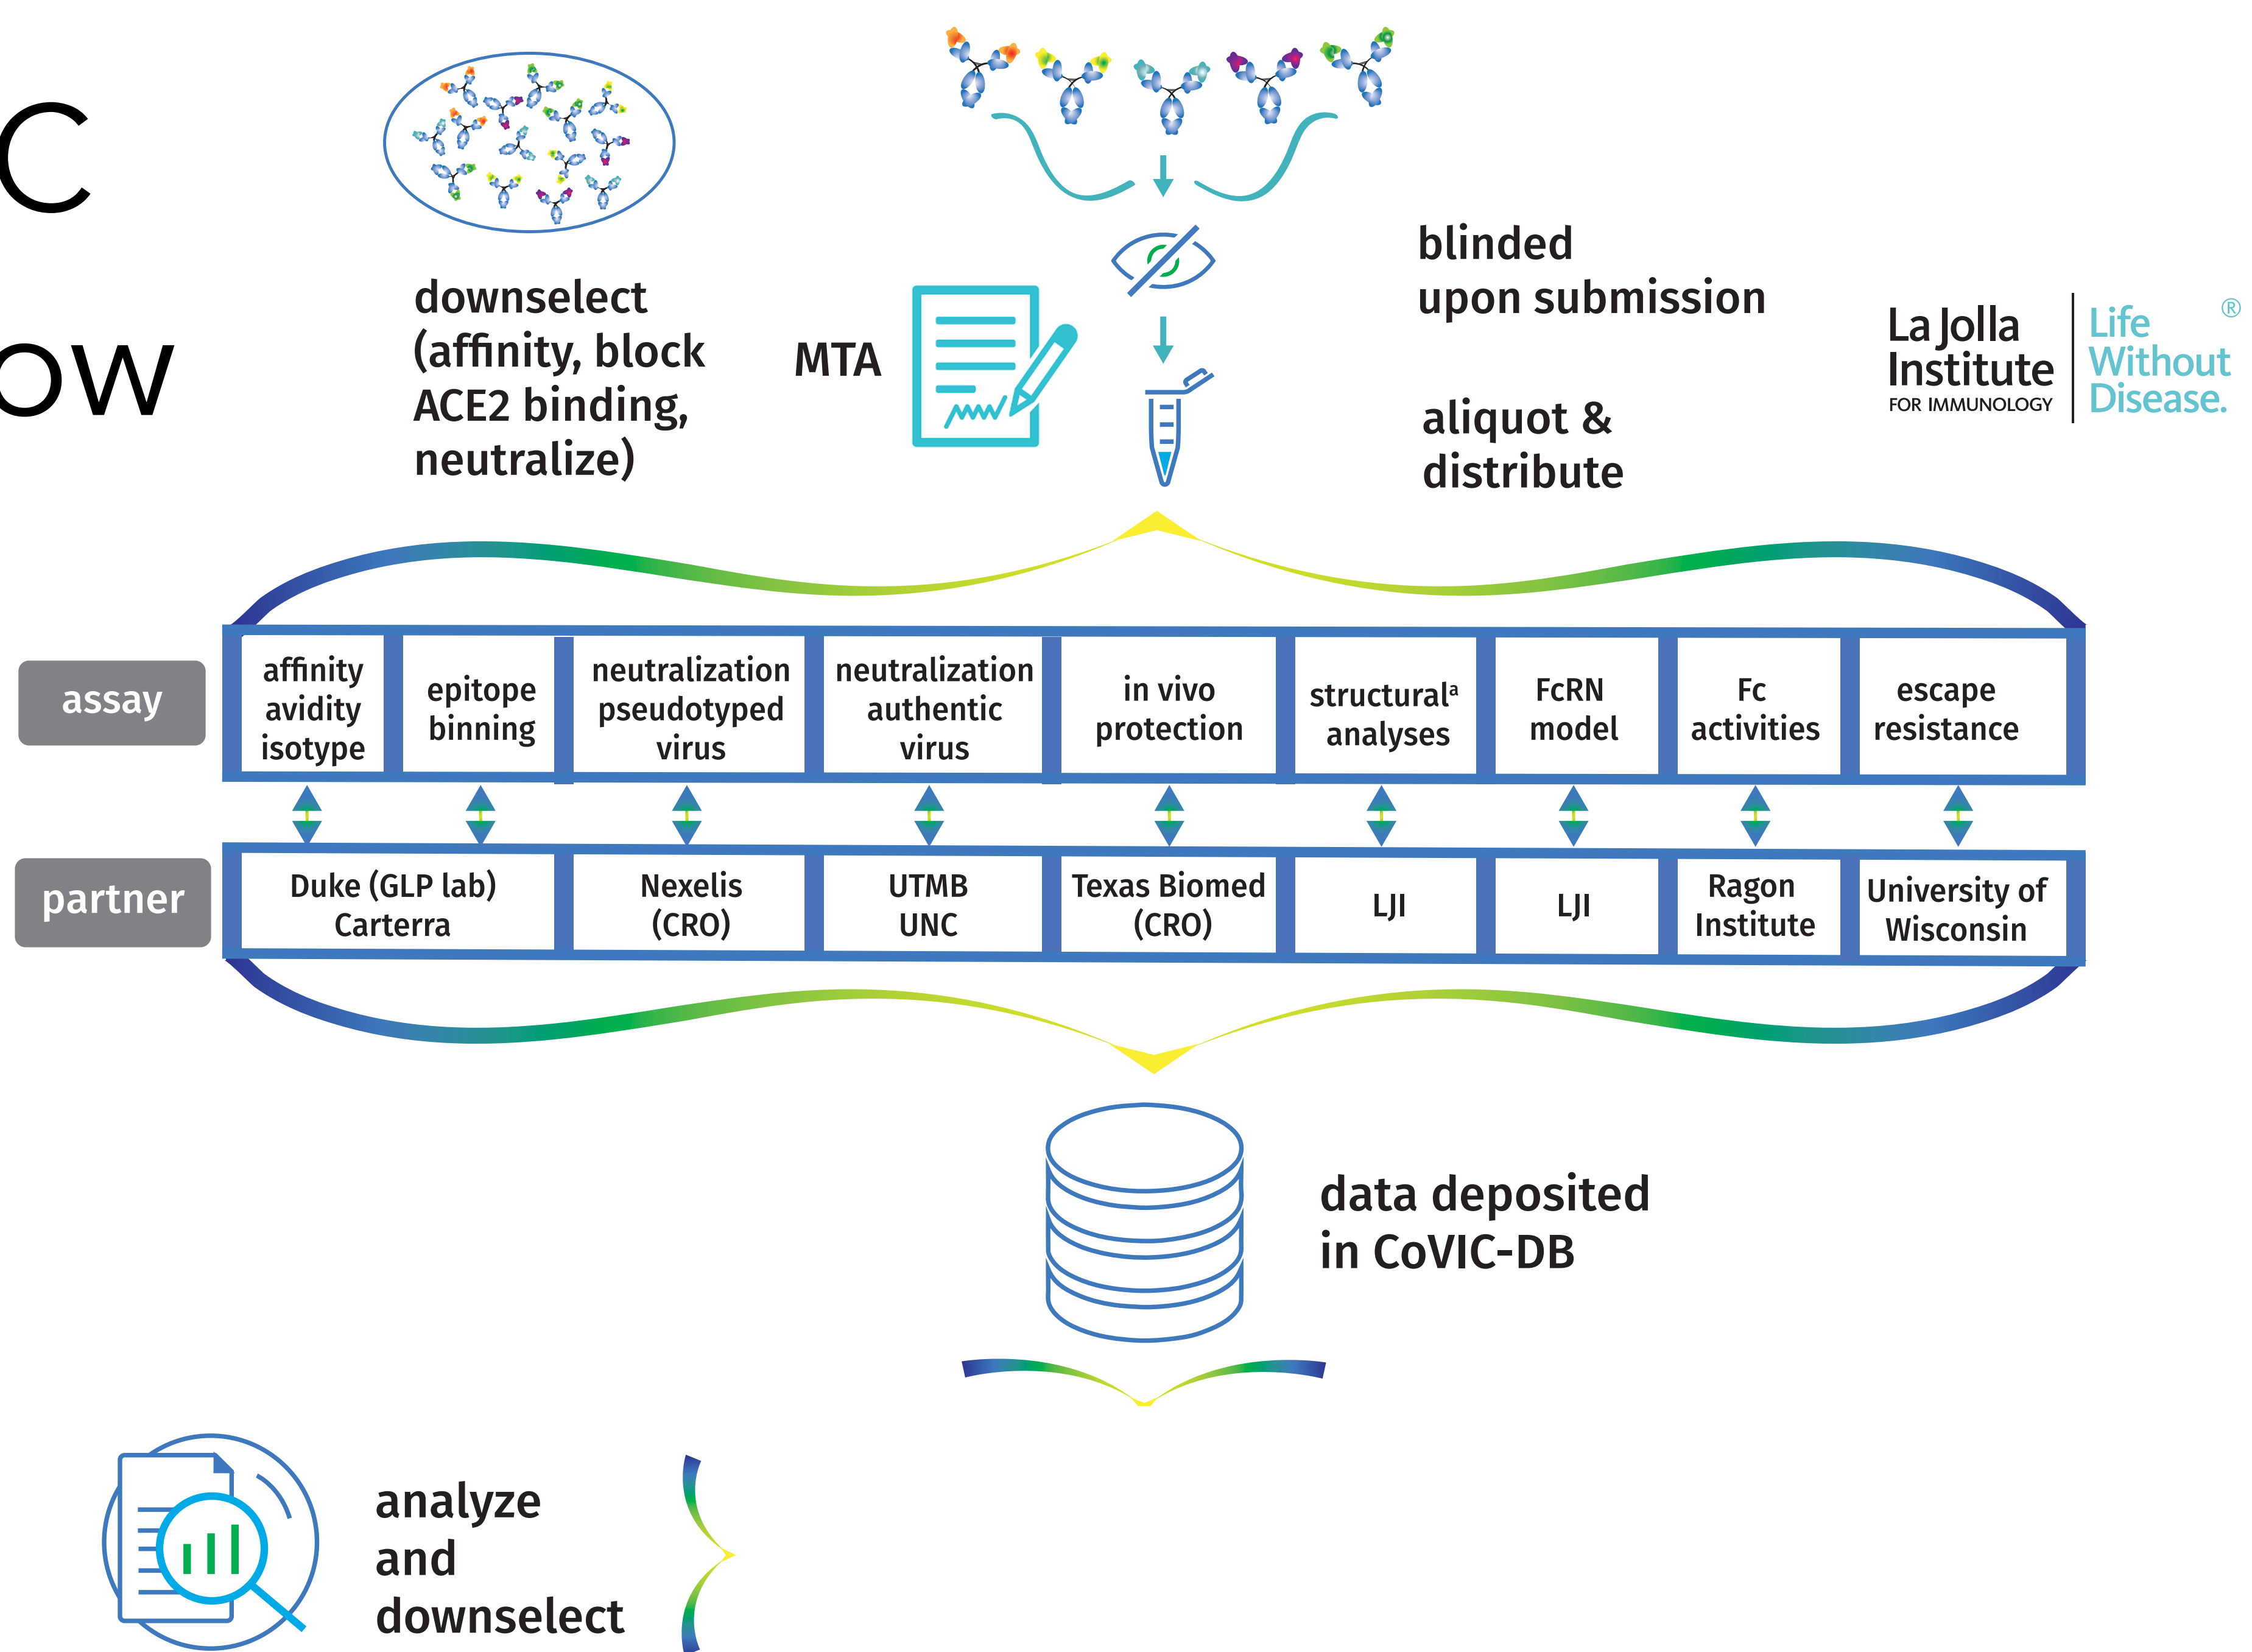 C
ow
downselect
(affinity, block
ACE2 binding,
neutralize)
MTA
blinded
upon submission
aliquot &
distribute
La Jolla
Institute
FOR IMMUNOLOGY
Life
Without
Disease.
®
assay
affinity
avidity
isotype
epitope
binning
neutralization
pseudotyped
virus
neutralization
authentic
virus
in vivo
protection
structuralᵃ
analyses
FcRN
model
Fc
activities
escape
resistance
partner
Duke (GLP lab)
Carterra
Nexelis
(CRO)
UTMB
UNC
Texas Biomed
(CRO)
LJI
LJI
Ragon
Institute
University of
Wisconsin
data deposited
in CoVIC-DB
analyze
and
downselect